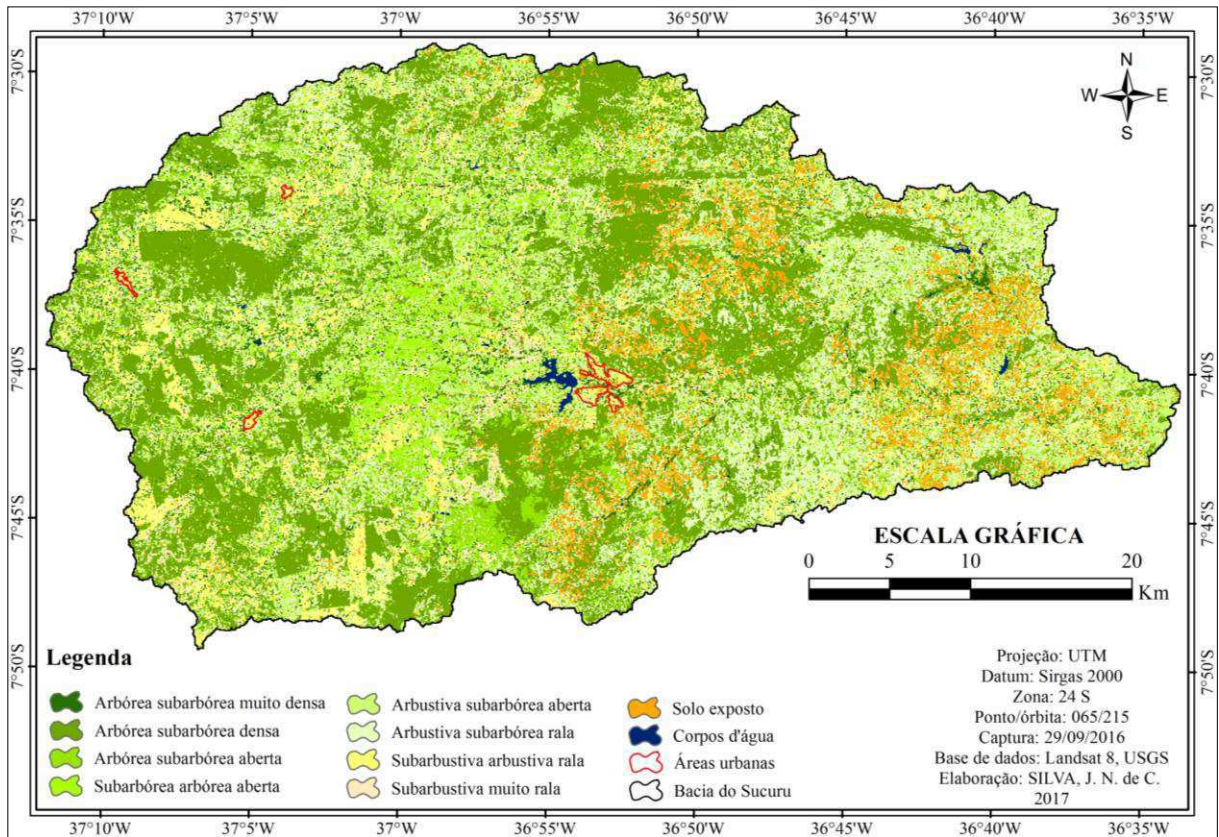 37°10'W 37°5'W 37°W 36°55'W 36°50'W 36°45'W 36°40'W 36°35'W
7°30'S 7°30'S
N
W E
S
7°35'S 7°35'S
7°40'S 7°40'S
7°45'S 7°45'S
ESCALA GRÁFICA
0 5 10 20
Km
7°50'S 7°50'S
Legenda
Arbórea subarbórea muito densa
Arbórea subarbórea densa
Arbórea subarbórea aberta
Subarbórea arbórea aberta
Arbustiva subarbórea aberta
Arbustiva subarbórea rala
Subarbustiva arbustiva rala
Subarbustiva muito rala
Solo exposto
Corpos d'água
Áreas urbanas
Bacia do Sucuru
Projeção: UTM
Datum: Sirgas 2000
Zona: 24 S
Ponto/órbita: 065/215
Captura: 29/09/2016
Base de dados: Landsat 8, USGS
Elaboração: SILVA, J. N. de C.
2017
37°10'W 37°5'W 37°0'W 36°55'W 36°50'W 36°45'W 36°40'W 36°35'W